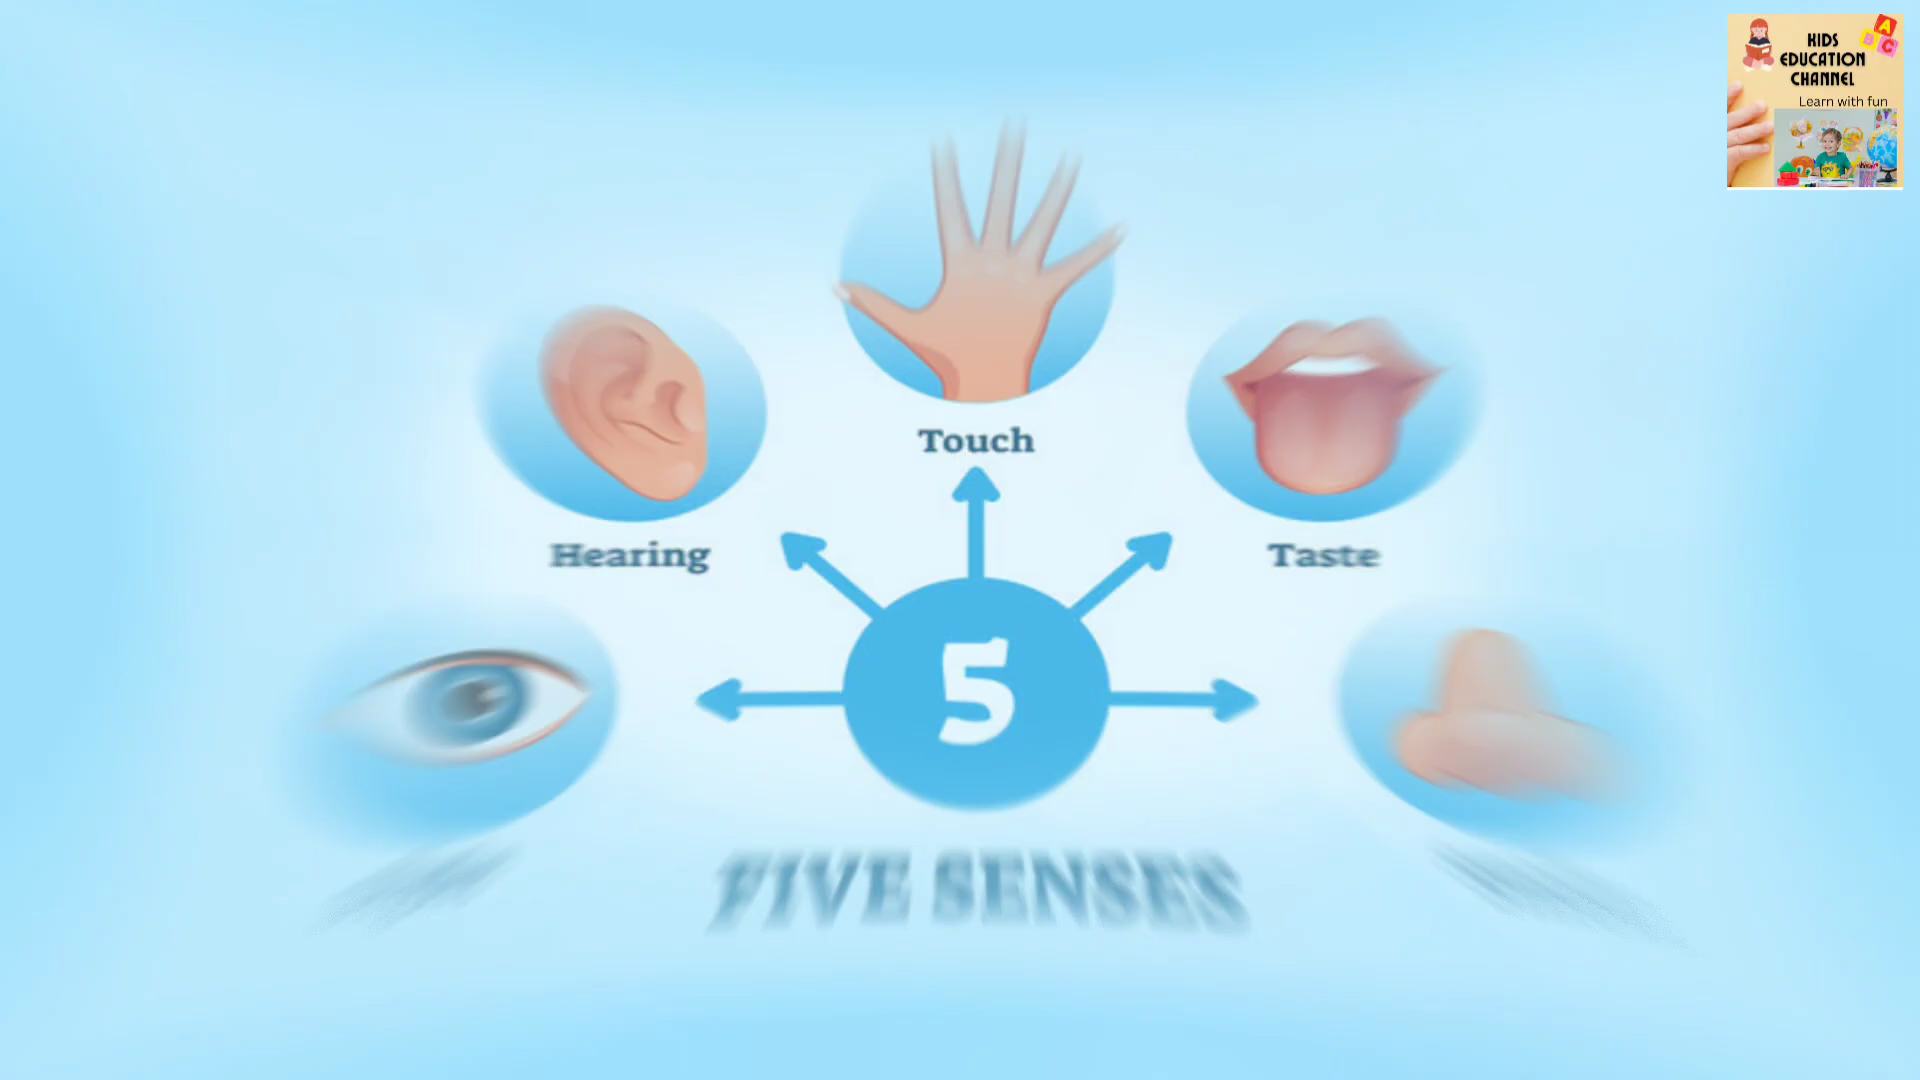 KIDS
EDUCATION
CHANNEL
Learn with fun
A
B
C
Touch
Hearing
Taste
5
FIVE SENSES